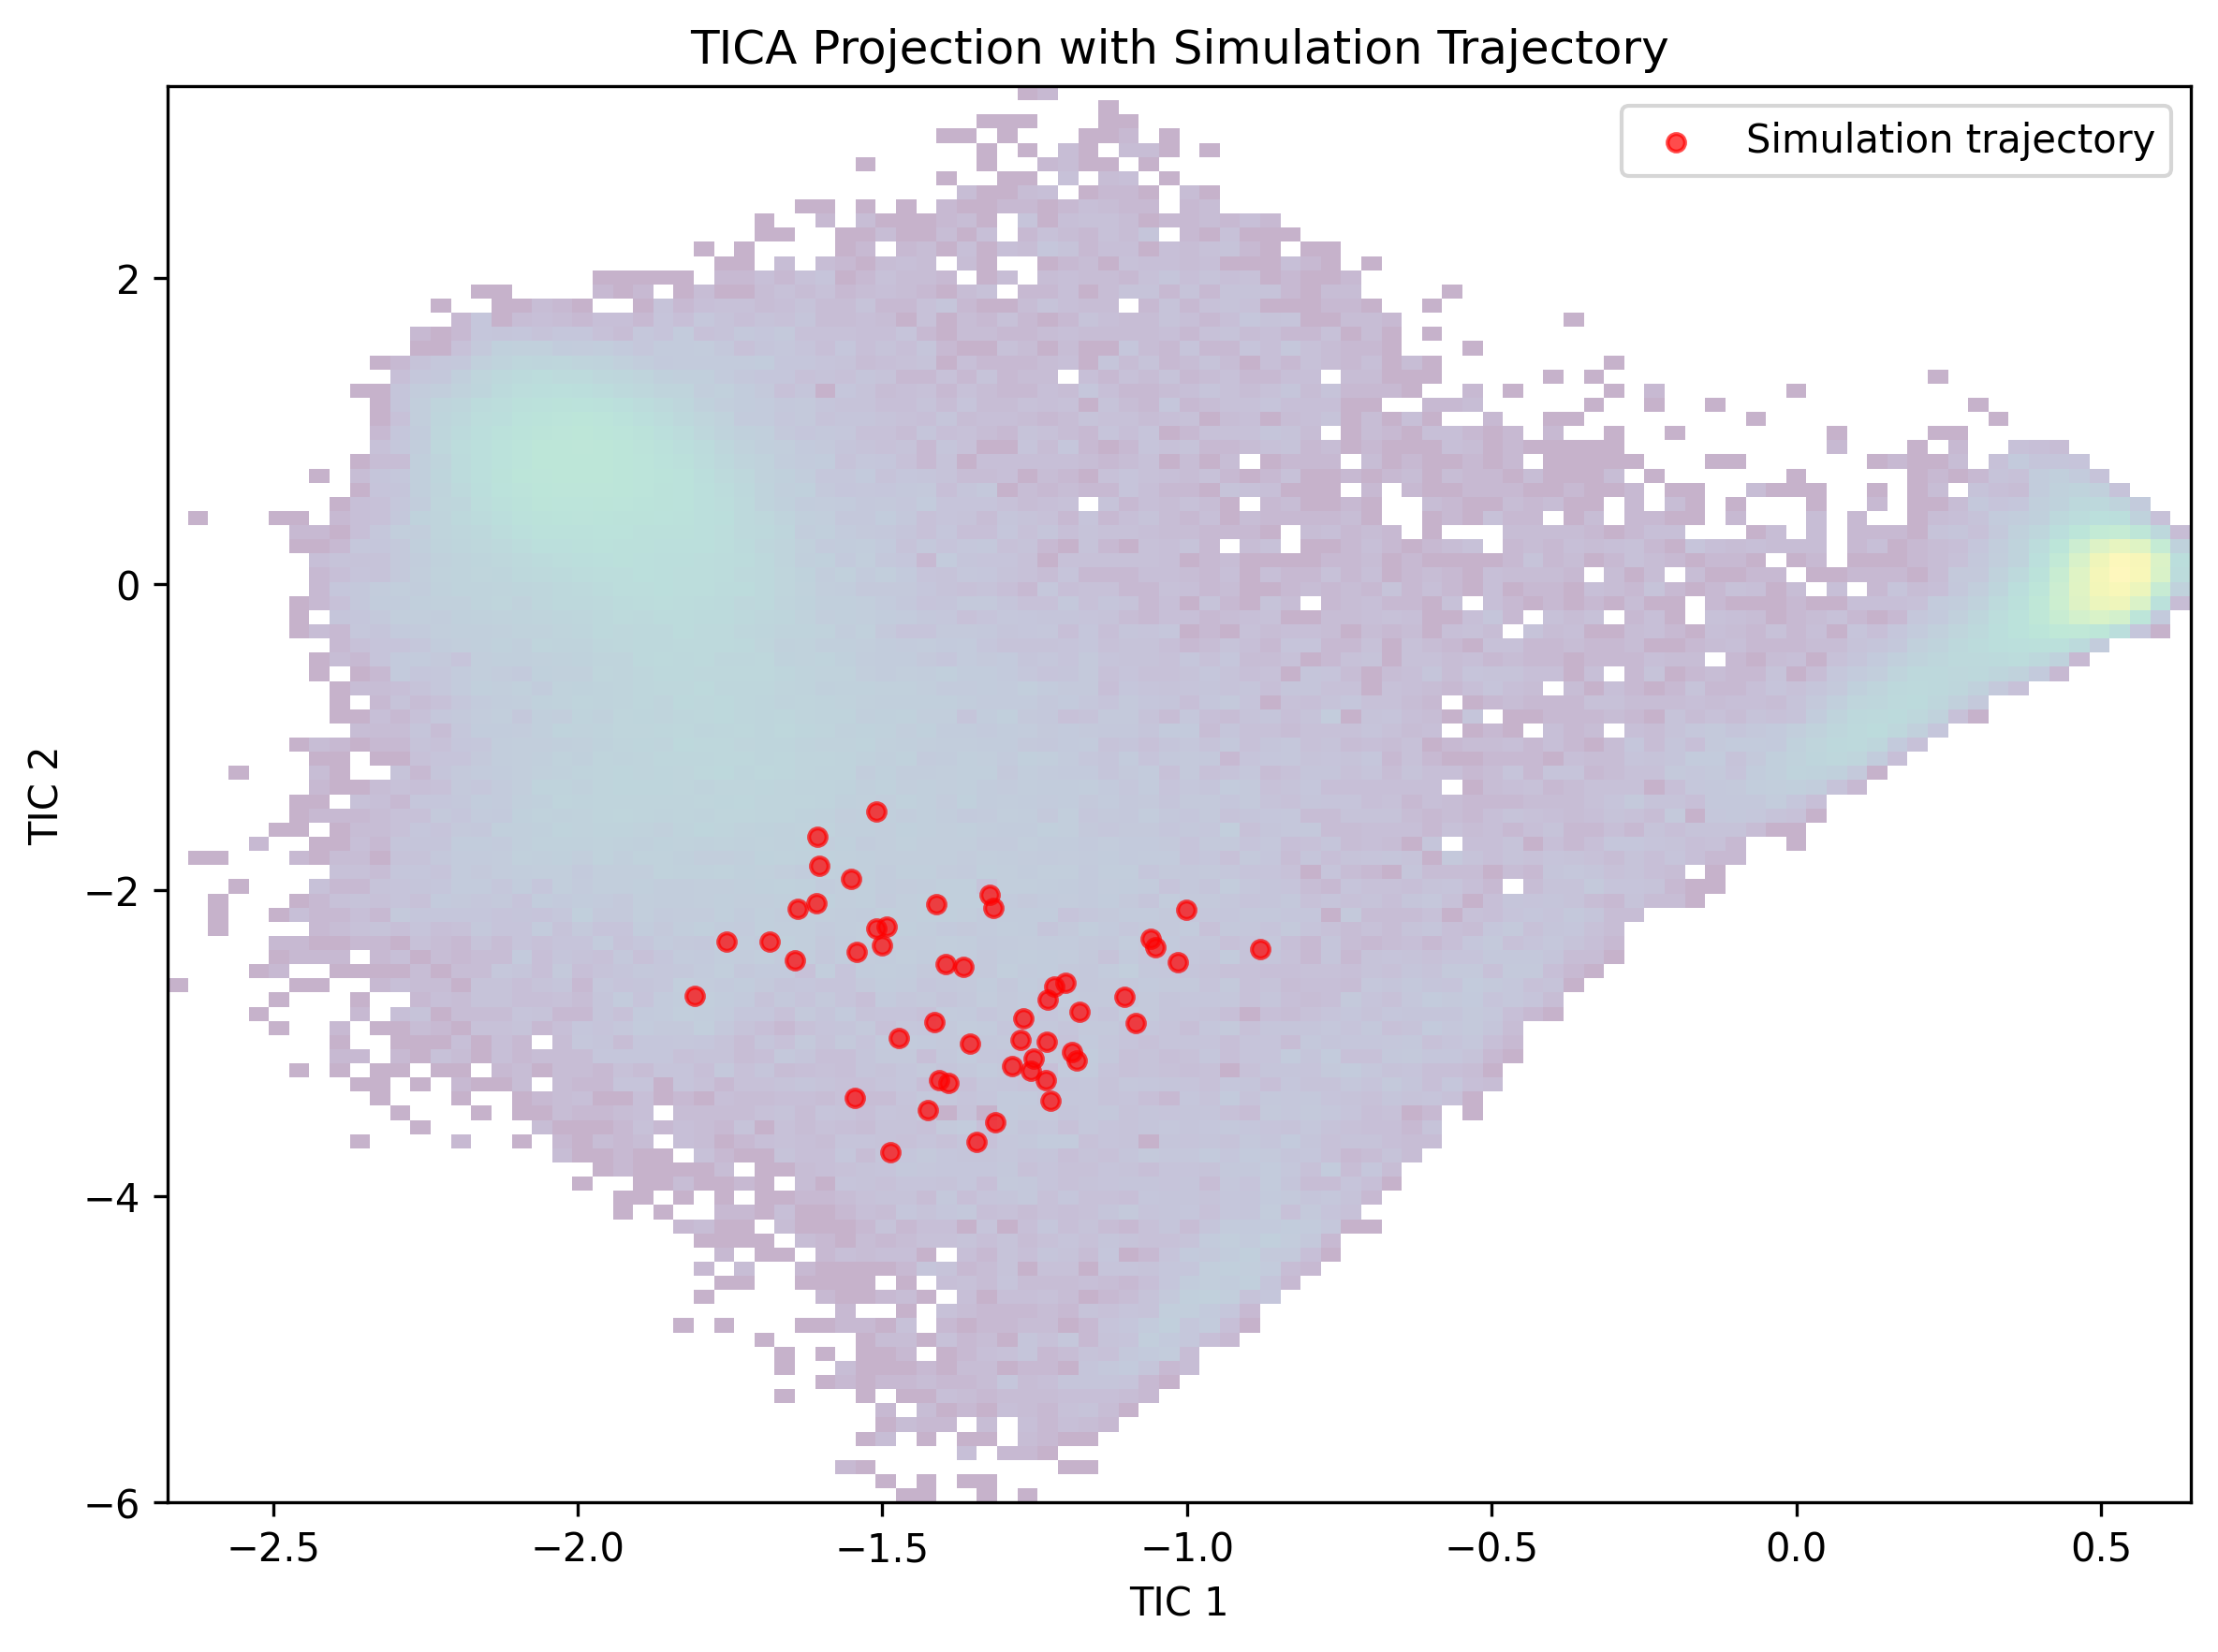 TICA Projection with Simulation Trajectory
Simulation trajectory
TIC 2
2
0
−2
−4
−6
−2.5 −2.0 −1.5 −1.0 −0.5 0.0 0.5
TIC 1